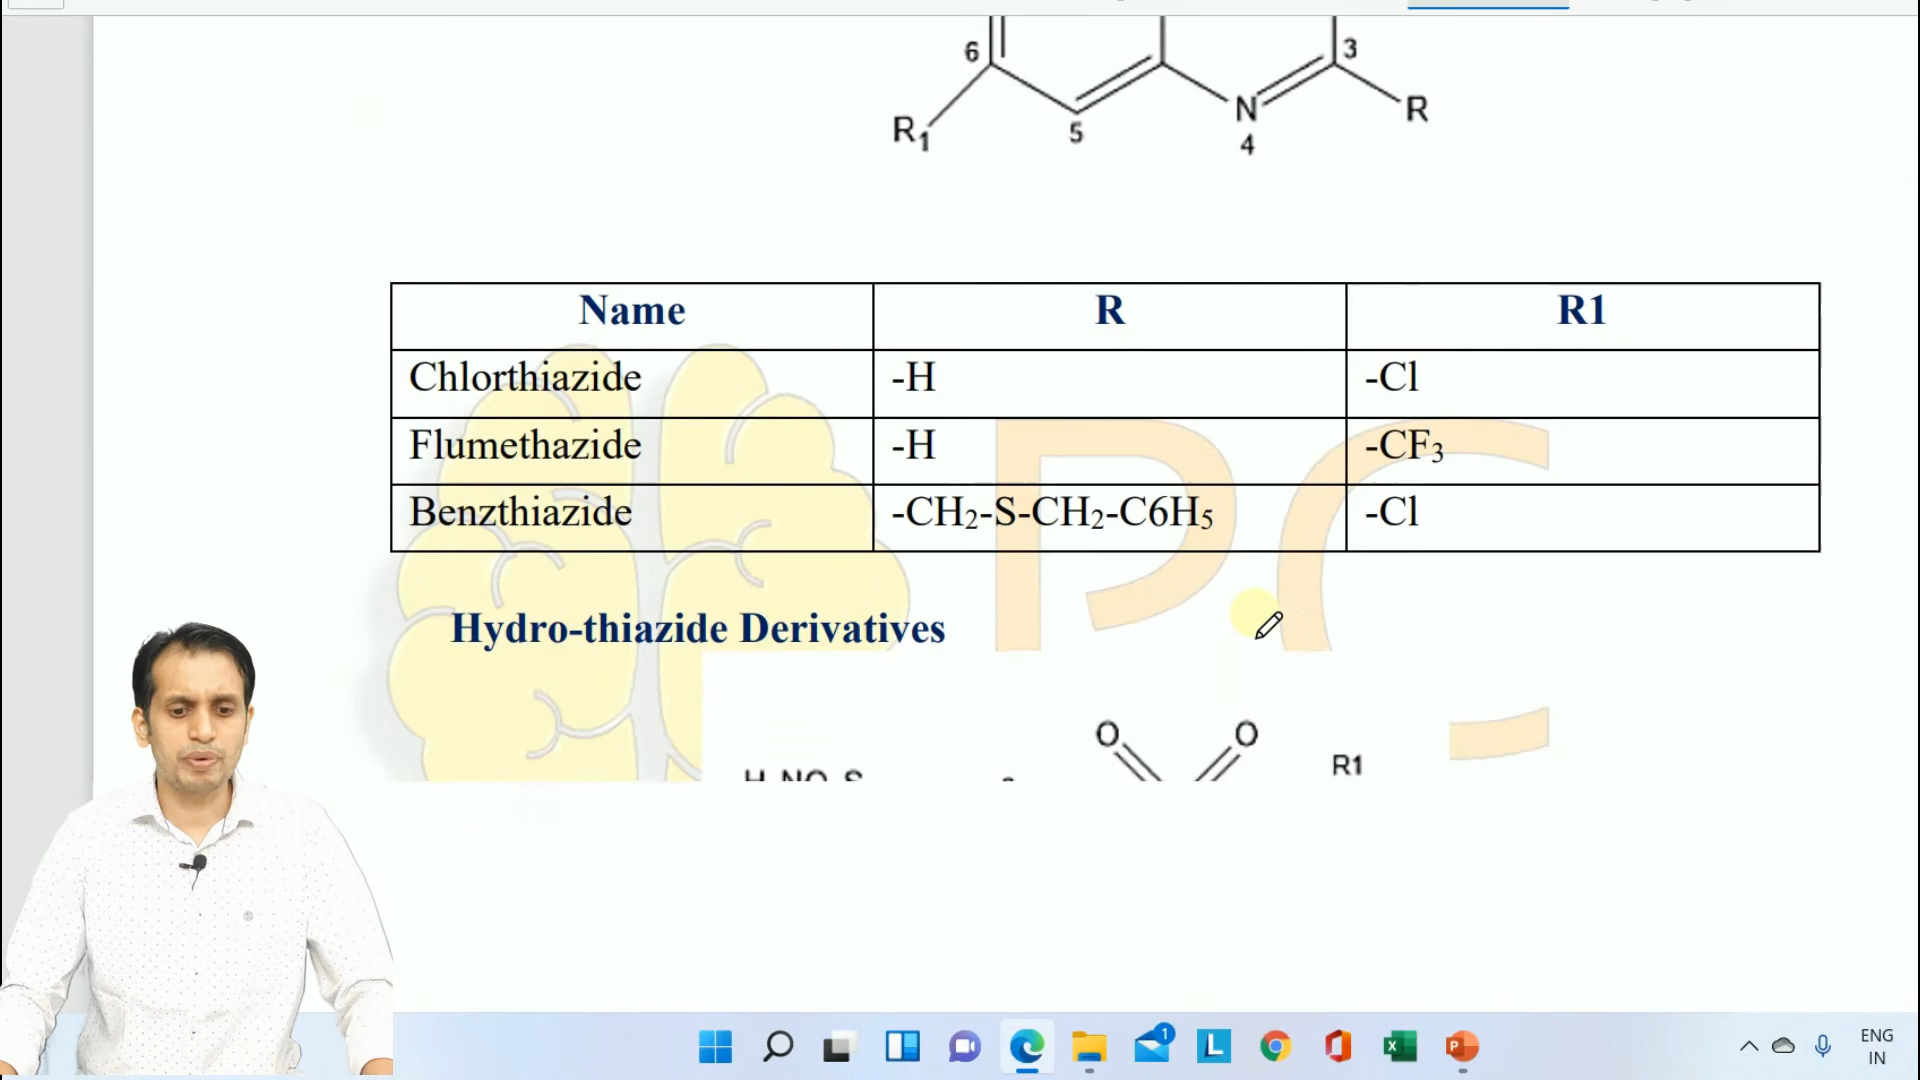 6
3
R1
5
N
4
R
Name R R1
Chlorthiazide -H -Cl
Flumethazide -H -CF3
Benzthiazide -CH2-S-CH2-C6H5 -Cl
Hydro-thiazide Derivatives
O O
R1
1
L
ENG
IN